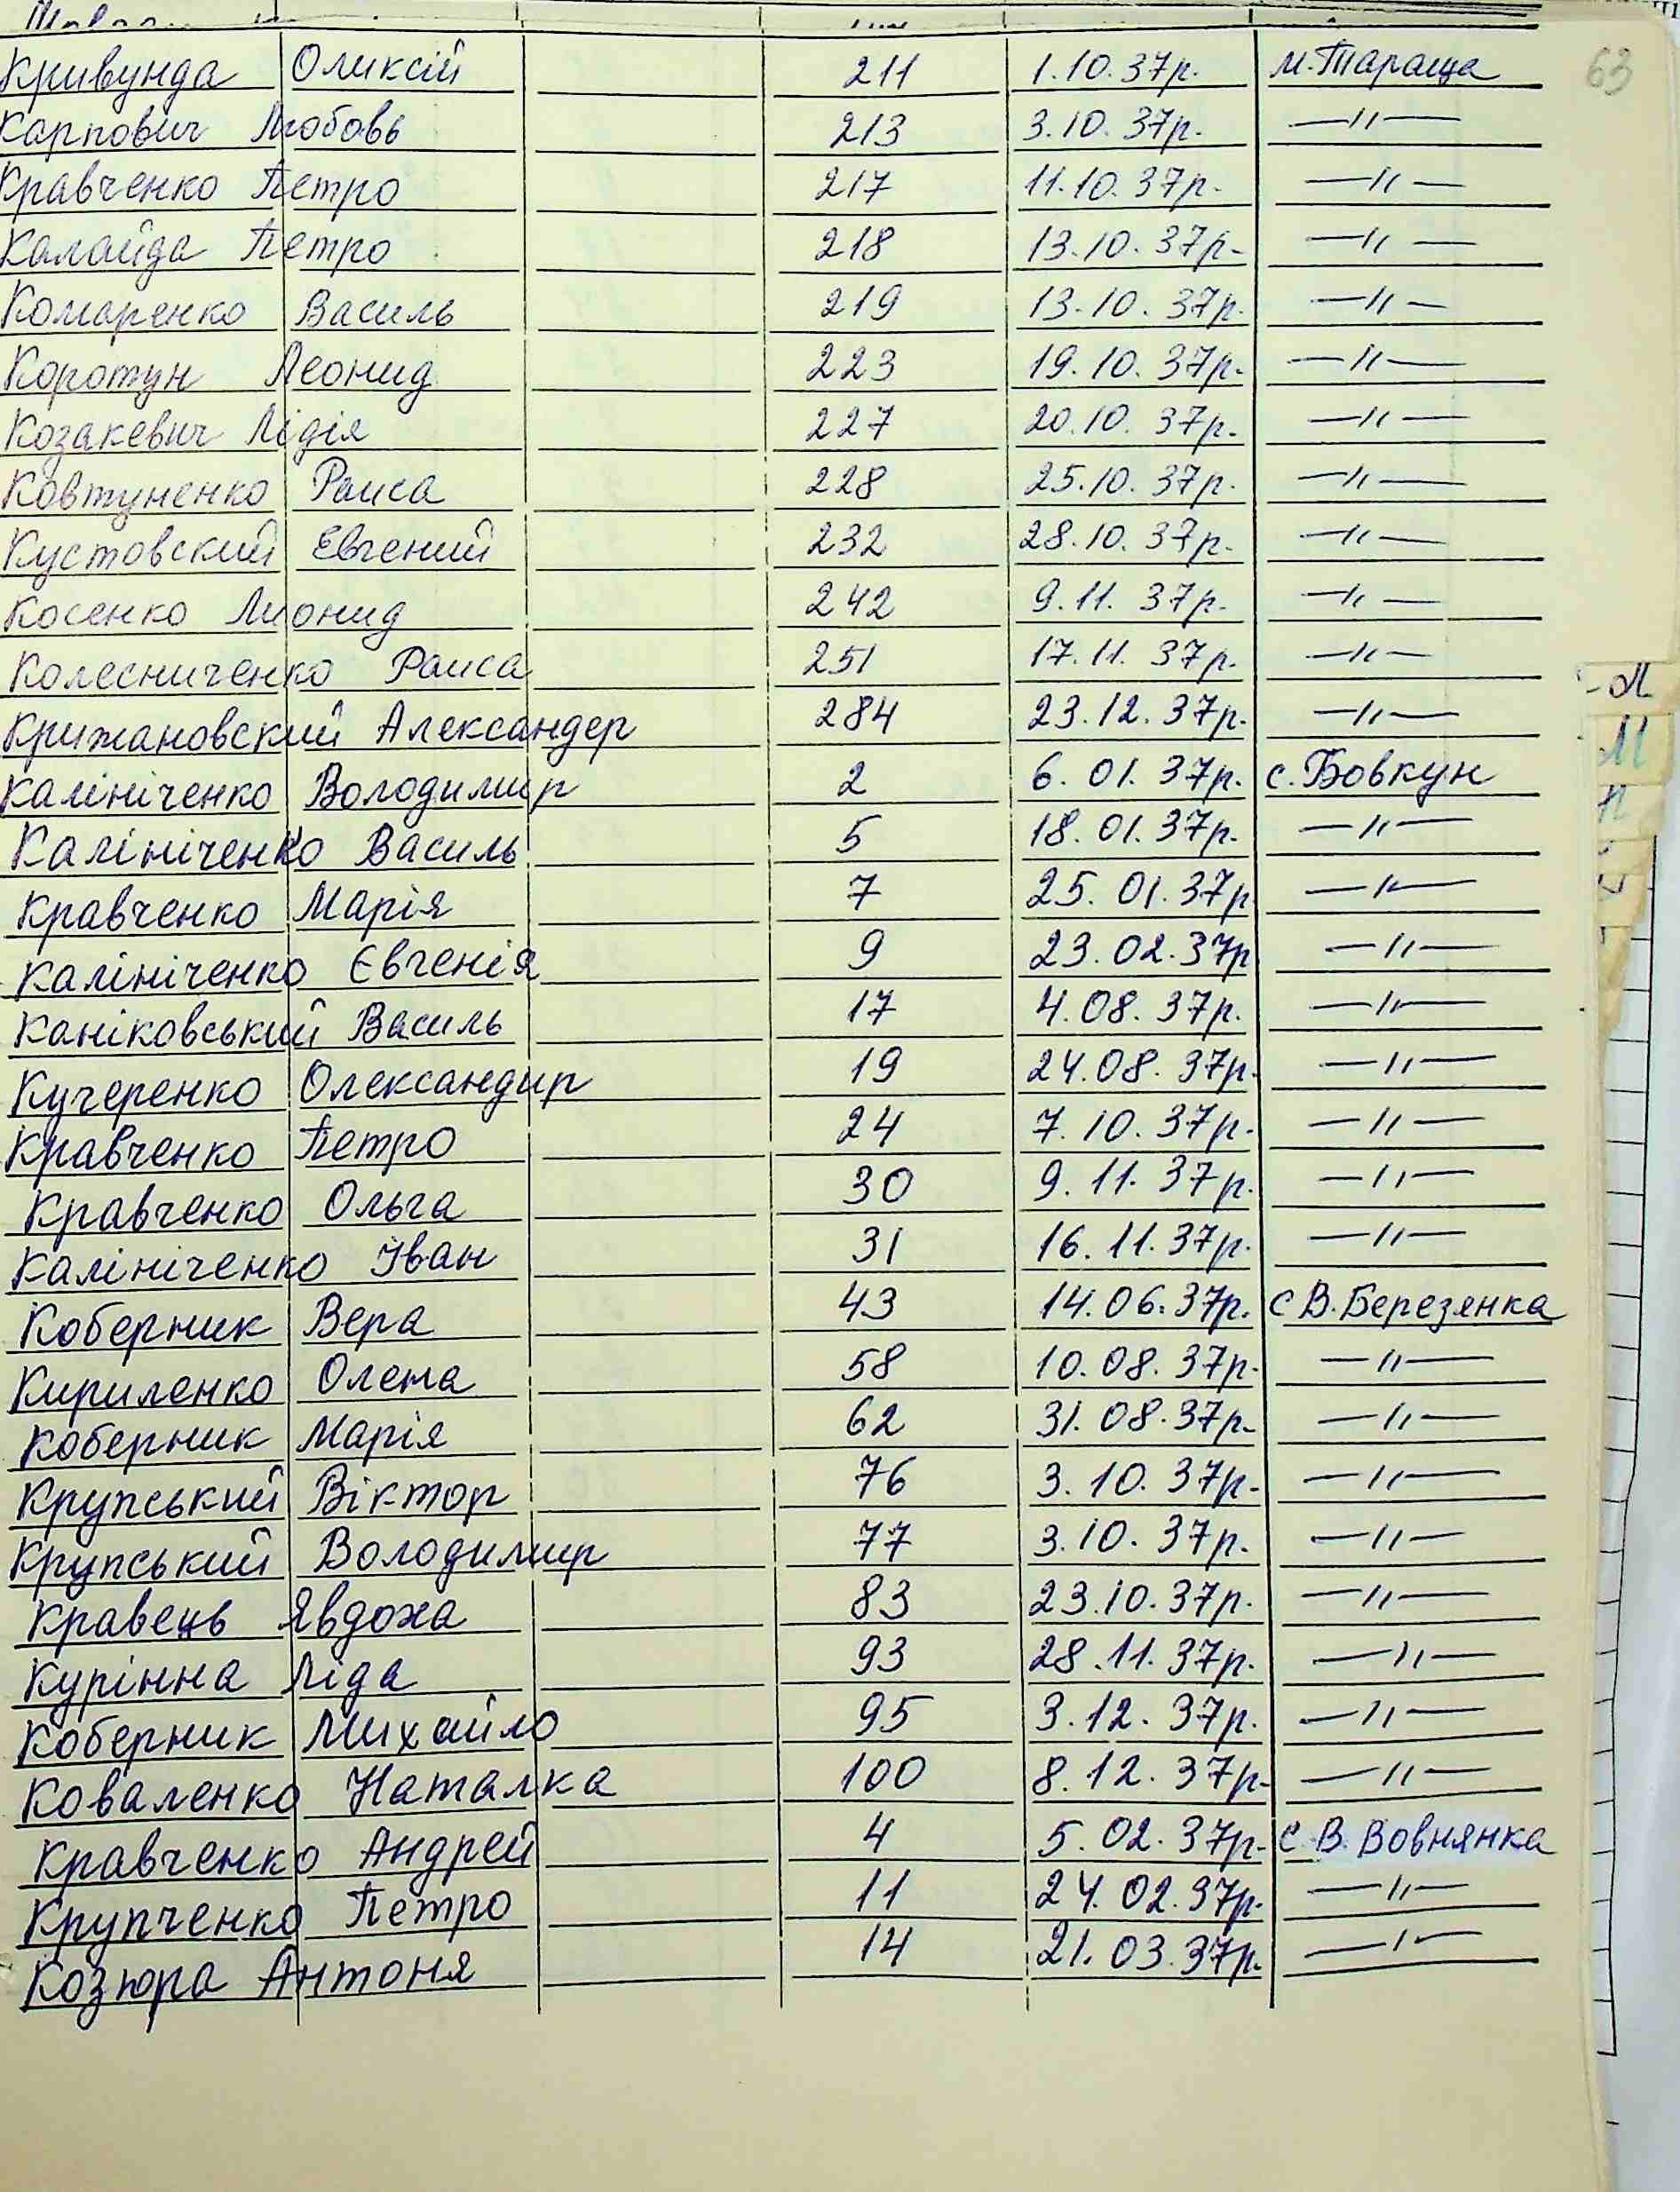 63
Кривунда Оликсій 211 1.10.37р. м. Тараща
Карпович Любовь 213 3.10.37р. —〃—
Кравченко Петро 217 11.10.37р. —〃—
Калайда Петро 218 13.10.37р. —〃—
Комаренко Василь 219 13.10.37р. —〃—
Коротун Леонид 223 19.10.37р. —〃—
Козакевич Лідія 227 20.10.37р. —〃—
Ковтуненко Раиса 228 25.10.37р. —〃—
Кустовский Евгений 232 28.10.37р. —〃—
Косенко Лионид 242 9.11.37р. —〃—
Колесниченко Раиса 251 17.11.37р. —〃—
Крижановский Александер 284 23.12.37р. —〃—
Калініченко Володимир 2 6.01.37р. с. Бовкун
Калініченко Василь 5 18.01.37р. —〃—
Кравченко Марія 7 25.01.37р —〃—
Калініченко Євгенія 9 23.02.37р —〃—
Каніковський Василь 17 4.08.37р. —〃—
Кучеренко Олександир 19 24.08.37р. —〃—
Кравченко Петро 24 7.10.37р. —〃—
Кравченко Ольга 30 9.11.37р. —〃—
Калініченко Іван 31 16.11.37р. —〃—
Коберник Вера 43 14.06.37р. с В. Березянка
Кириленко Олена 58 10.08.37р. —〃—
Коберник Марія 62 31.08.37р. —〃—
Крупський Віктор 76 3.10.37р. —〃—
Крупський Володимир 77 3.10.37р. —〃—
Кравець Явдоха 83 23.10.37р. —〃—
Курінна Ліда 93 28.11.37р. —〃—
Коберник Михайло 95 3.12.37р. —〃—
Коваленко Наталка 100 8.12.37р. —〃—
Кравченко Андрей 4 5.02.37р. с В. Вовнянка
Крупченко Петро 11 24.02.37р. —〃—
Козюра Антоня 14 21.03.37р. —〃—